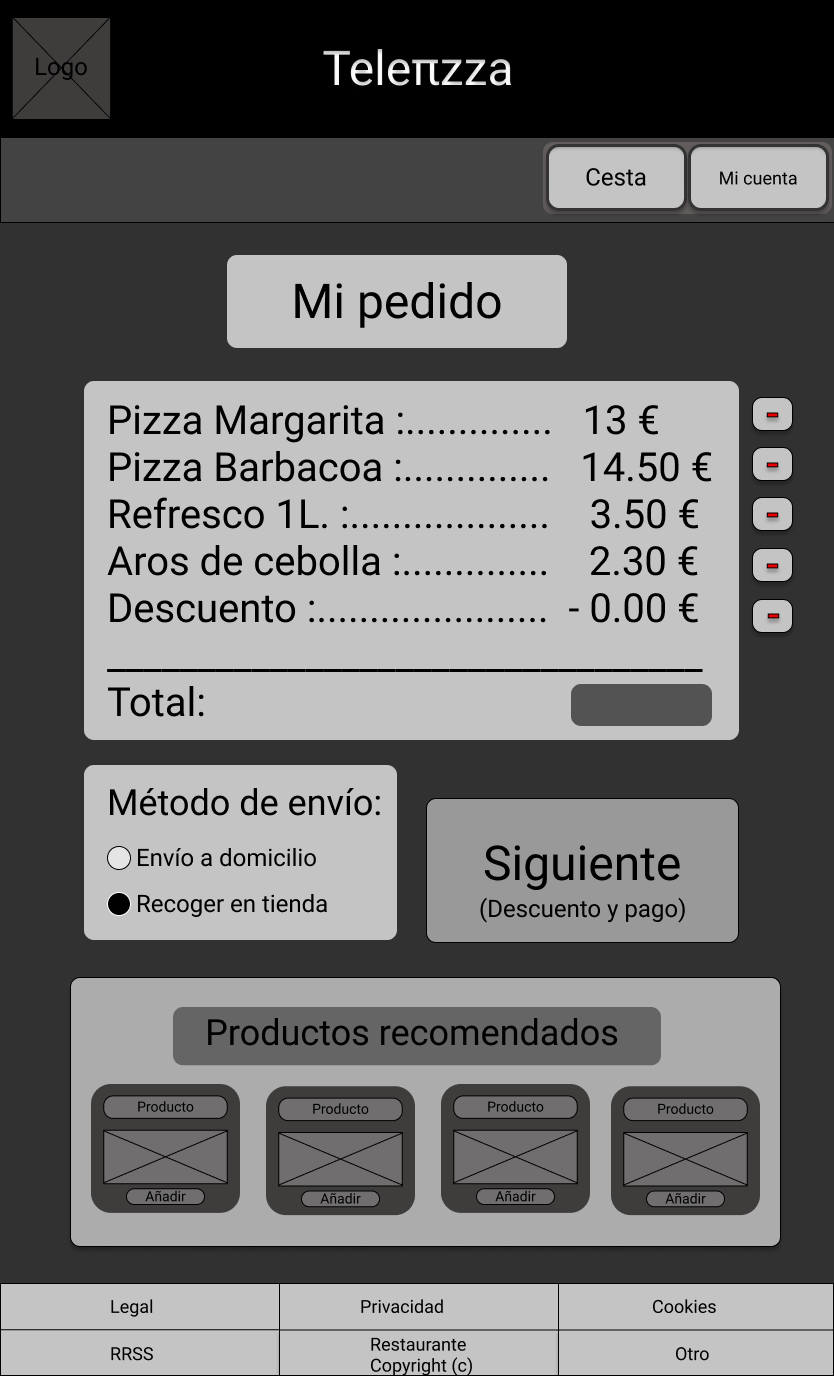 Logo
Teleπzza
Cesta
Mi cuenta
Mi pedido
Pizza Margarita :.............. 13 €
Pizza Barbacoa :.............. 14.50 €
Refresco 1L. :................... 3.50 €
Aros de cebolla :.............. 2.30 €
Descuento :...................... - 0.00 €
Total:
Método de envío:
Envío a domicilio
Recoger en tienda
Siguiente
(Descuento y pago)
Productos recomendados
Producto Producto Producto Producto
Añadir Añadir Añadir Añadir
Legal Privacidad Cookies
RRSS Restaurante Otro
Copyright (c)